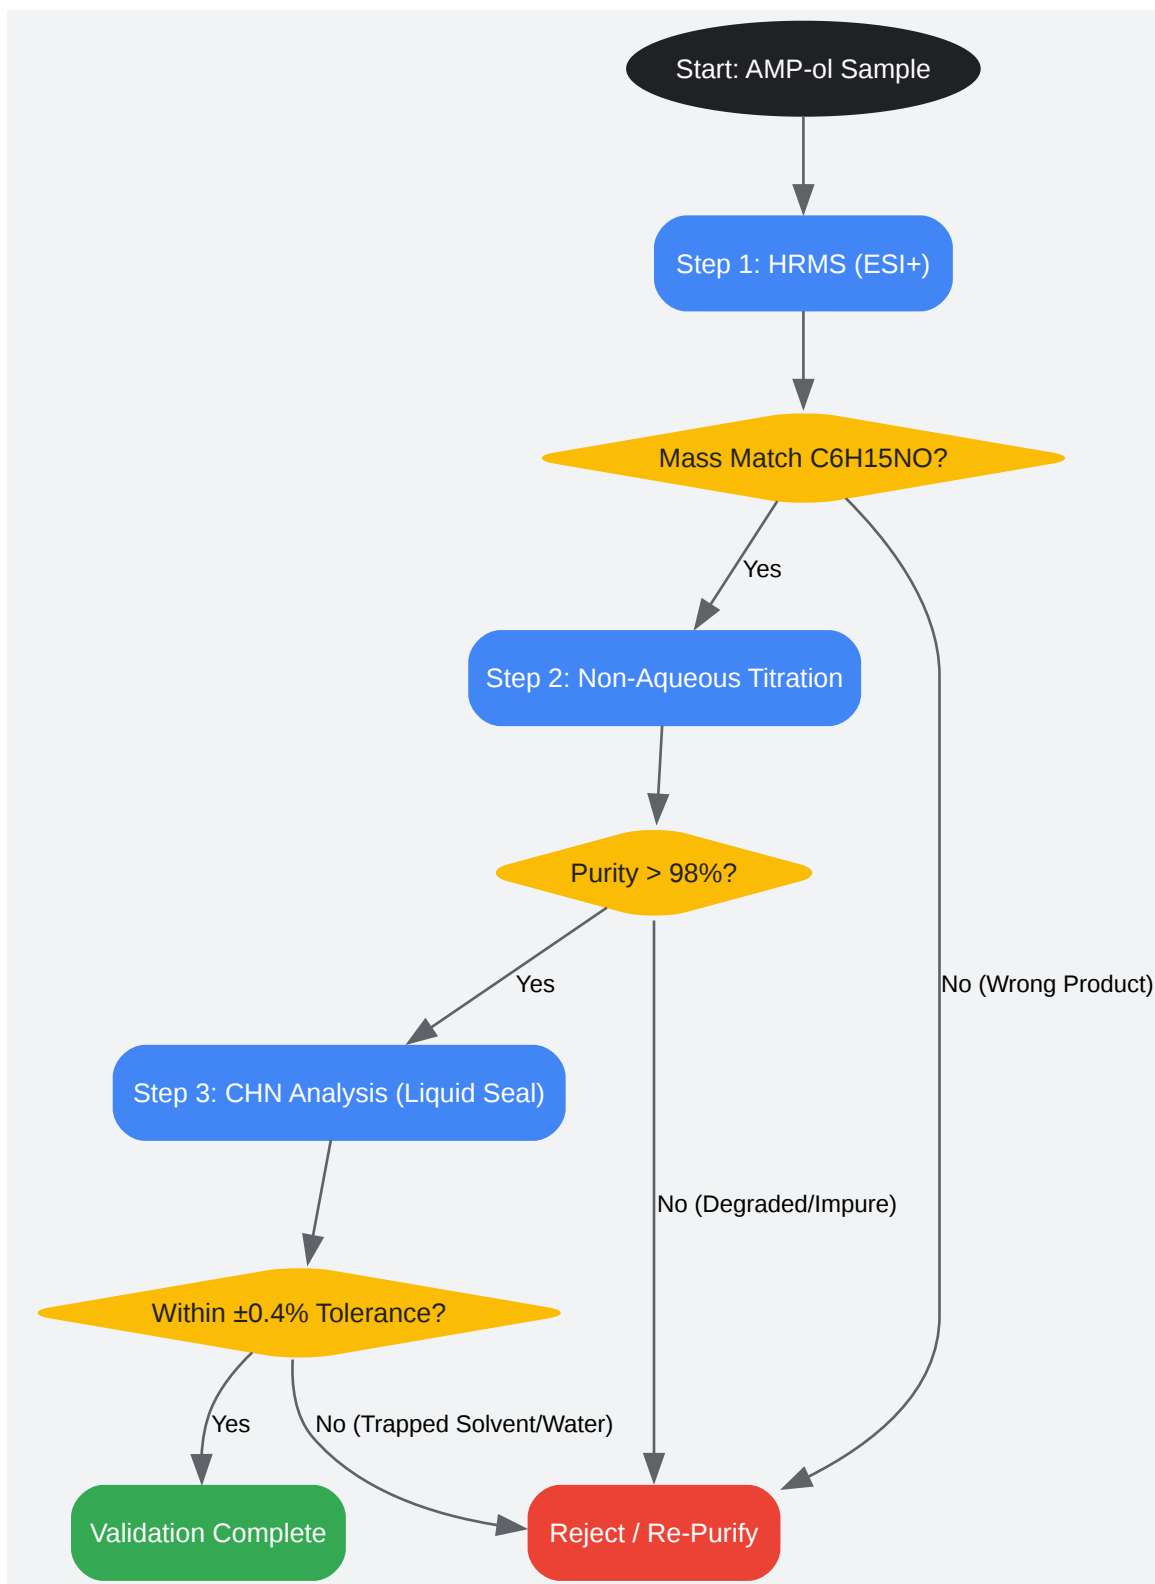 Start: AMP-ol Sample
Step 1: HRMS (ESI+)
Mass Match C6H15NO?
Yes
Step 2: Non-Aqueous Titration
Purity > 98%?
Yes
No (Wrong Product)
Step 3: CHN Analysis (Liquid Seal)
No (Degraded/Impure)
Within ±0.4% Tolerance?
Yes
No (Trapped Solvent/Water)
Validation Complete
Reject / Re-Purify